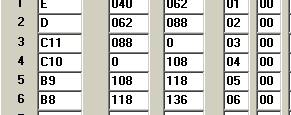 1 E 040 062 01 00
2 D 062 088 02 00
3 C11 088 0 03 00
4 C10 0 108 04 00
5 B9 108 118 05 00
6 B8 118 136 06 00